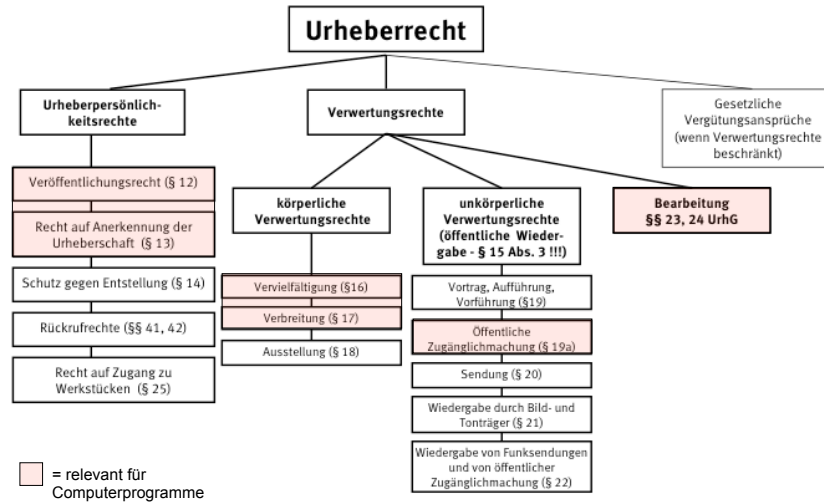 Urheberrecht
Urheberpersönlich-
keitsrechte
Veröffentlichungsrecht (§ 12)
Recht auf Anerkennung der
Urheberschaft (§ 13)
Schutz gegen Entstellung (§ 14)
Rückrufrechte (§§ 41, 42)
Recht auf Zugang zu
Werkstücken (§ 25)
Verwertungsrechte
körperliche
Verwertungsrechte
Vervielfältigung (§16)
Verbreitung (§ 17)
Ausstellung (§ 18)
unkörperliche
Verwertungsrechte
(öffentliche Wieder-
gabe - § 15 Abs. 3 !!!)
Vortrag, Aufführung,
Vorführung (§19)
Öffentliche
Zugänglichmachung (§ 19a)
Sendung (§ 20)
Wiedergabe durch Bild- und
Tonträger (§ 21)
Wiedergabe von Funksendungen
und von öffentlicher
Zugänglichmachung (§ 22)
Bearbeitung
§§ 23, 24 UrhG
Gesetzliche
Vergütungsansprüche
(wenn Verwertungsrechte
beschränkt)
= relevant für
Computerprogramme